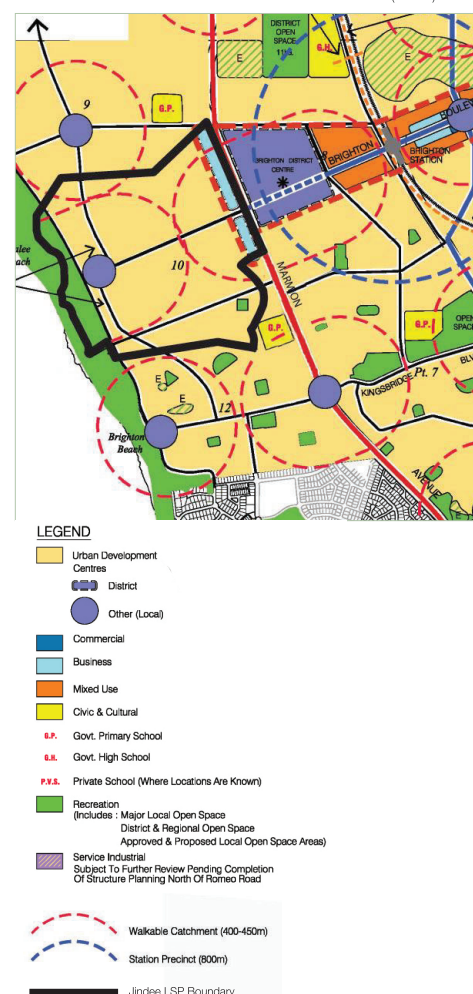 DISTRICT
OPEN
SPACE
G.H.
E
E
9
G.P.
BOULEV
BRIGHTON DISTRICT
CENTRE
BRIGHTON
BRIGHTON
STATION
10
MARMION
G.P.
G.P.
OPEN
SPACE
BLV
Pt. 7
KINGSBRIDGE
E
E
12
Brighton
Beach
AVENUE
E
LEGEND
Urban Development
Centres
District
Other (Local)
Commercial
Business
Mixed Use
Civic & Cultural
G.P. Govt. Primary School
G.H. Govt. High School
P.V.S. Private School (Where Locations Are Known)
Recreation
(Includes : Major Local Open Space
District & Regional Open Space
Approved & Proposed Local Open Space Areas)
Service Industrial
Subject To Further Review Pending Completion
Of Structure Planning North Of Romeo Road
Walkable Catchment (400-450m)
Station Precinct (800m)
Jindee LSP Boundary